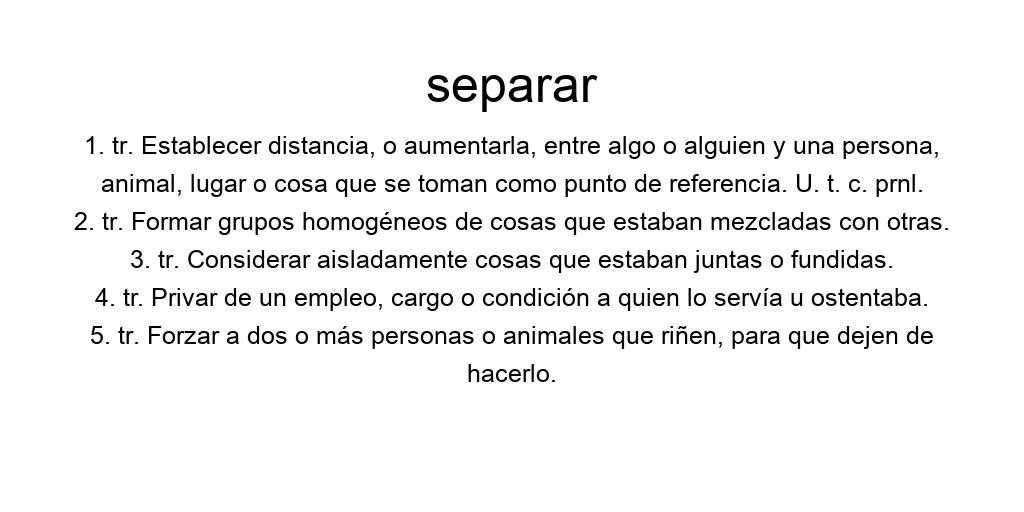 separar
1. tr. Establecer distancia, o aumentarla, entre algo o alguien y una persona,
animal, lugar o cosa que se toman como punto de referencia. U. t. c. prnl.
2. tr. Formar grupos homogéneos de cosas que estaban mezcladas con otras.
3. tr. Considerar aisladamente cosas que estaban juntas o fundidas.
4. tr. Privar de un empleo, cargo o condición a quien lo servía u ostentaba.
5. tr. Forzar a dos o más personas o animales que riñen, para que dejen de
hacerlo.